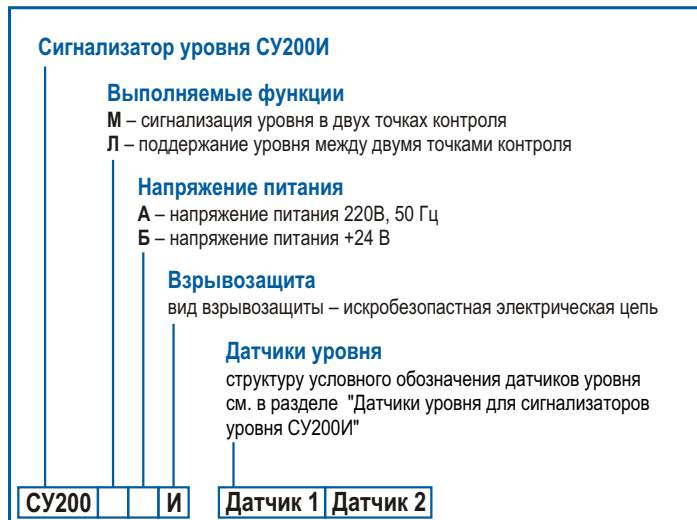 Сигнализатор уровня СУ200И
Выполняемые функции
М – сигнализация уровня в двух точках контроля
Л – поддержание уровня между двумя точками контроля
Напряжение питания
А – напряжение питания 220В, 50 Гц
Б – напряжение питания +24 В
Взрывозащита
вид взрывозащиты – искробезопастная электрическая цепь
Датчики уровня
структуру условного обозначения датчиков уровня
см. в разделе "Датчики уровня для сигнализаторов
уровня СУ200И"
СУ200 И Датчик 1 Датчик 2